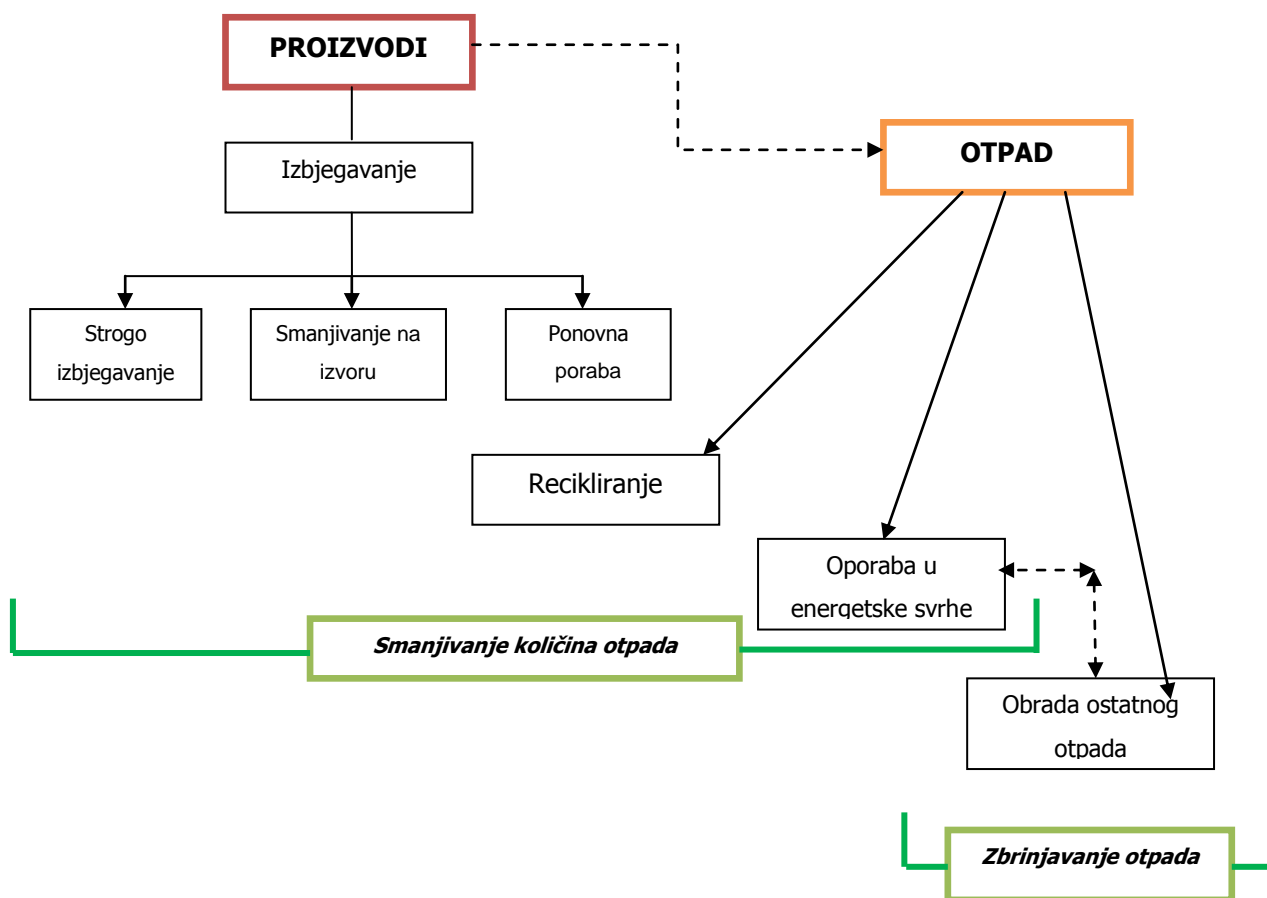 PROIZVODI
OTPAD
Izbjegavanje
Strogo
izbjegavanje
Smanjivanje na
izvoru
Ponovna
poraba
Recikliranje
Oporaba u
energetske svrhe
Smanjivanje količina otpada
Obrada ostatnog
otpada
Zbrinjavanje otpada